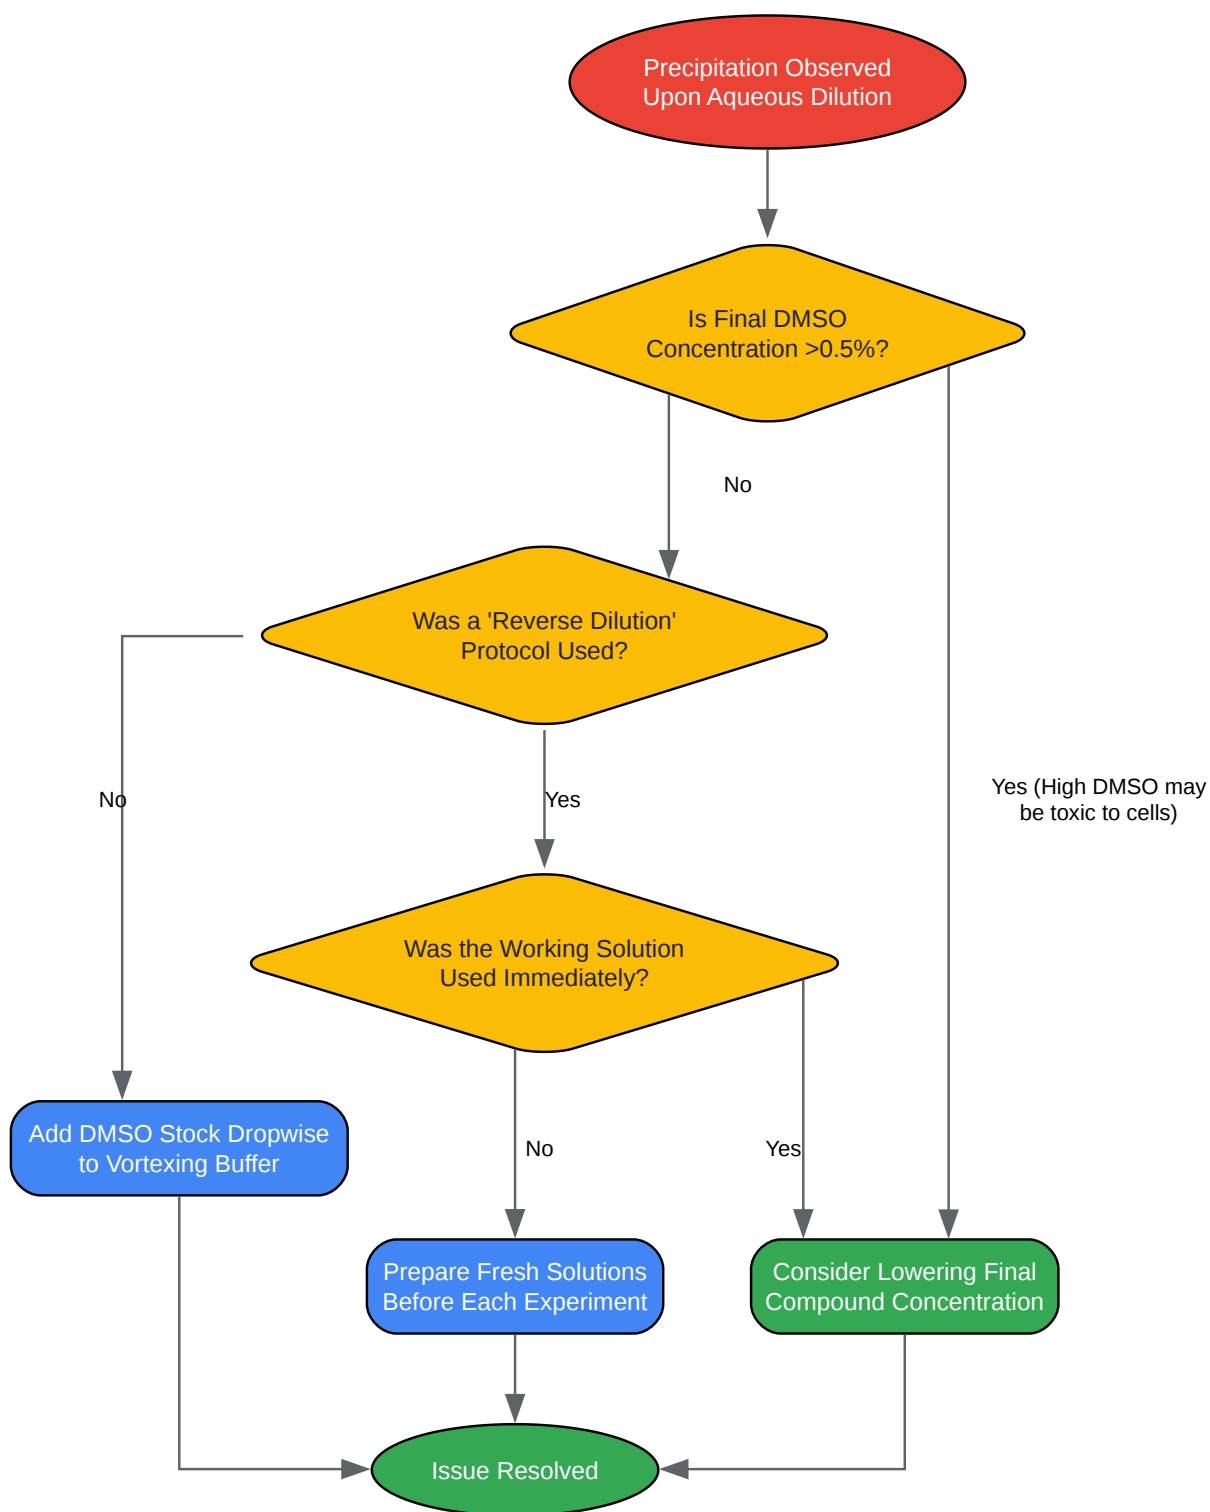 Precipitation Observed
Upon Aqueous Dilution
Is Final DMSO
Concentration >0.5%?
No
Was a 'Reverse Dilution'
Protocol Used?
No
Yes
Yes (High DMSO may
be toxic to cells)
Was the Working Solution
Used Immediately?
Add DMSO Stock Dropwise
to Vortexing Buffer
No
Yes
Prepare Fresh Solutions
Before Each Experiment
Consider Lowering Final
Compound Concentration
Issue Resolved